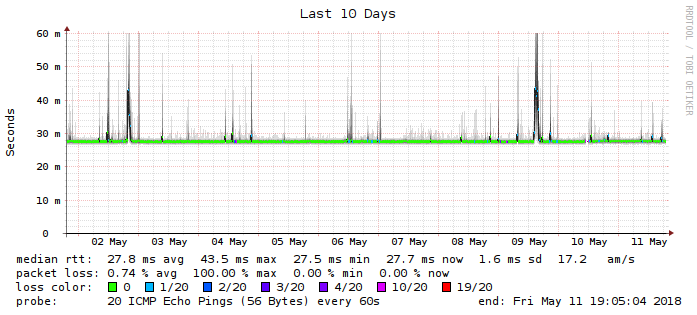 Last 10 Days
RRDTOOL / TOBI OETIKER
Seconds
60 m
50 m
40 m
30 m
20 m
10 m
0
02 May 03 May 04 May 05 May 06 May 07 May 08 May 09 May 10 May 11 May
median rtt: 27.8 ms avg 43.5 ms max 27.5 ms min 27.7 ms now 1.6 ms sd 17.2 am/s
packet loss: 0.74 % avg 100.00 % max 0.00 % min 0.00 % now
loss color: 0 1/20 2/20 3/20 4/20 10/20 19/20
probe: 20 ICMP Echo Pings (56 Bytes) every 60s end: Fri May 11 19:05:04 2018